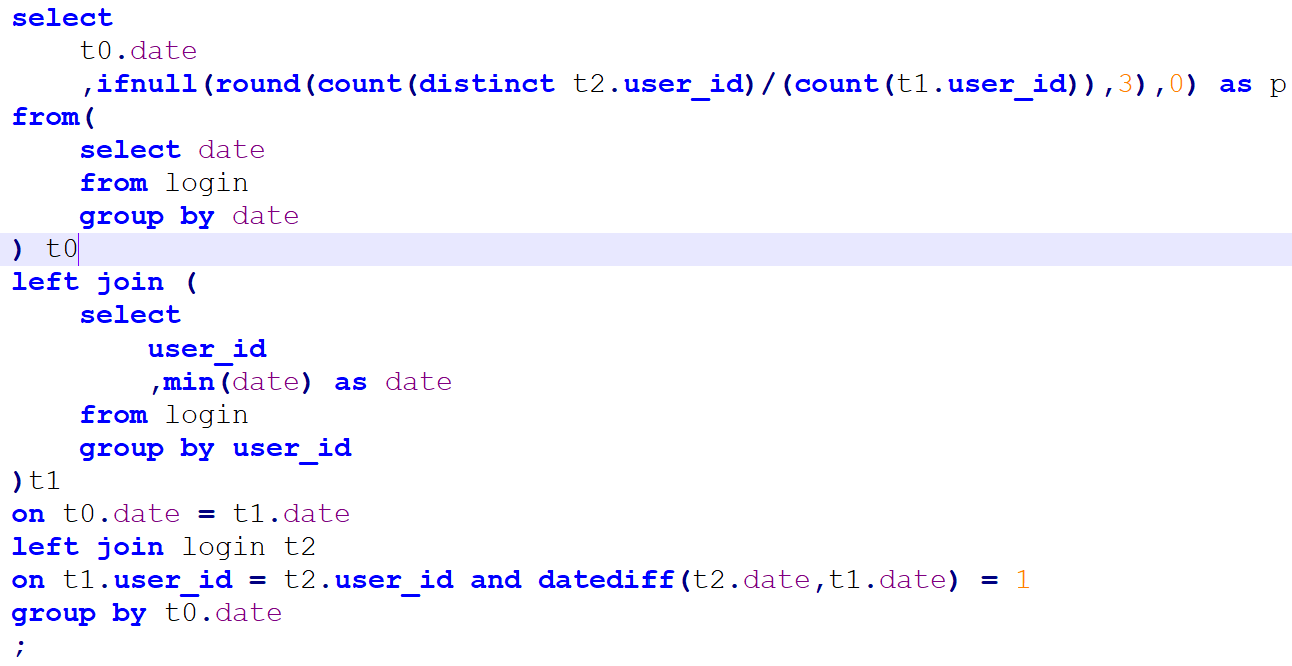 select
    t0.date
    ,ifnull(round(count(distinct t2.user_id)/(count(t1.user_id)),3),0) as p
from(
    select date
    from login
    group by date
) t0
left join (
    select
        user_id
        ,min(date) as date
    from login
    group by user_id
)t1
on t0.date = t1.date
left join login t2
on t1.user_id = t2.user_id and datediff(t2.date,t1.date) = 1
group by t0.date
;